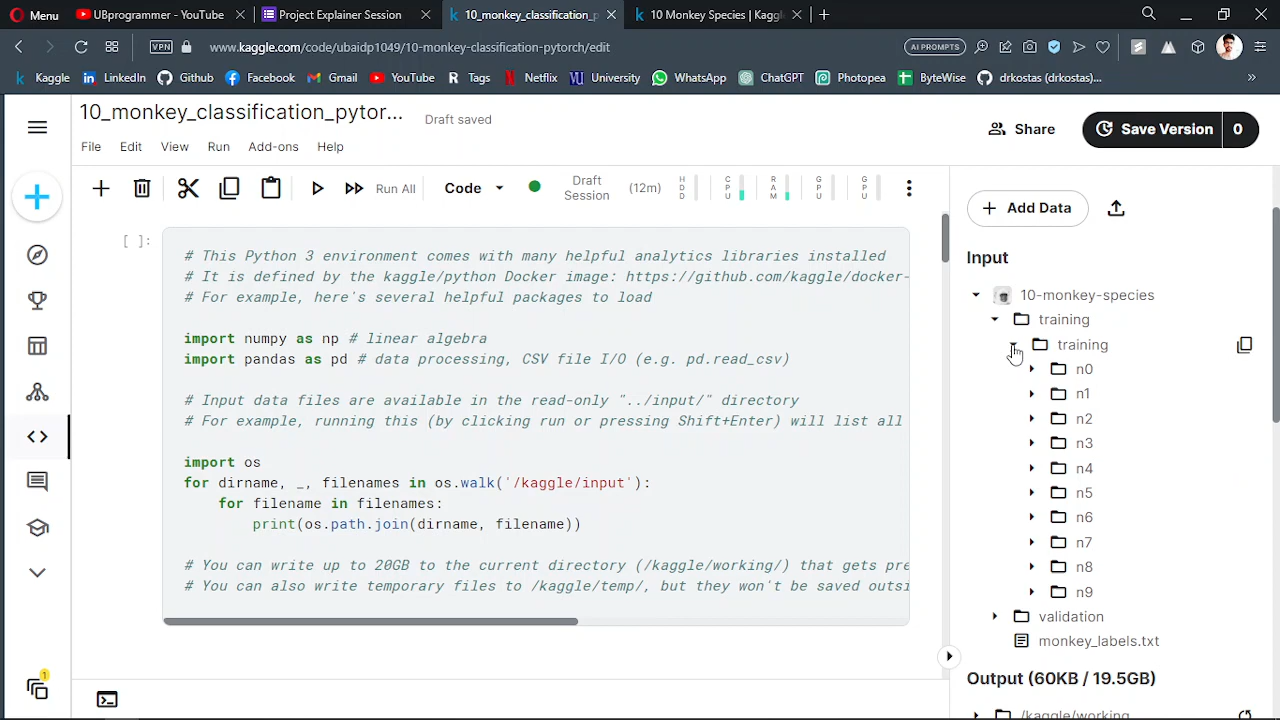 Menu
UBprogrammer - YouTube
Project Explainer Session
10_monkey_classification_p
10 Monkey Species | Kagg
VPN
www.kaggle.com/code/ubaidp1049/10-monkey-classification-pytorch/edit
AI PROMPTS
Kaggle
LinkedIn
Github
Facebook
Gmail
YouTube
Tags
Netflix
University
WhatsApp
ChatGPT
Photopea
ByteWise
drkostas (drkostas)...
10_monkey_classification_pytor...
Draft saved
File Edit View Run Add-ons Help
Share
Save Version
0
Run All
Code
Draft
Session
(12m)
HDD
CPU
RAM
GPU
GPU
Add Data
Input
10-monkey-species
training
training
n0
n1
n2
n3
n4
n5
n6
n7
n8
n9
validation
monkey_labels.txt
Output (60KB / 19.5GB)
/kaggle/working
[ ]:
# This Python 3 environment comes with many helpful analytics libraries installed
# It is defined by the kaggle/python Docker image: https://github.com/kaggle/docker-
# For example, here's several helpful packages to load
import numpy as np # linear algebra
import pandas as pd # data processing, CSV file I/O (e.g. pd.read_csv)
# Input data files are available in the read-only "../input/" directory
# For example, running this (by clicking run or pressing Shift+Enter) will list all
import os
for dirname, _, filenames in os.walk('/kaggle/input'):
    for filename in filenames:
        print(os.path.join(dirname, filename))
# You can write up to 20GB to the current directory (/kaggle/working/) that gets pre
# You can also write temporary files to /kaggle/temp/, but they won't be saved outsi
1